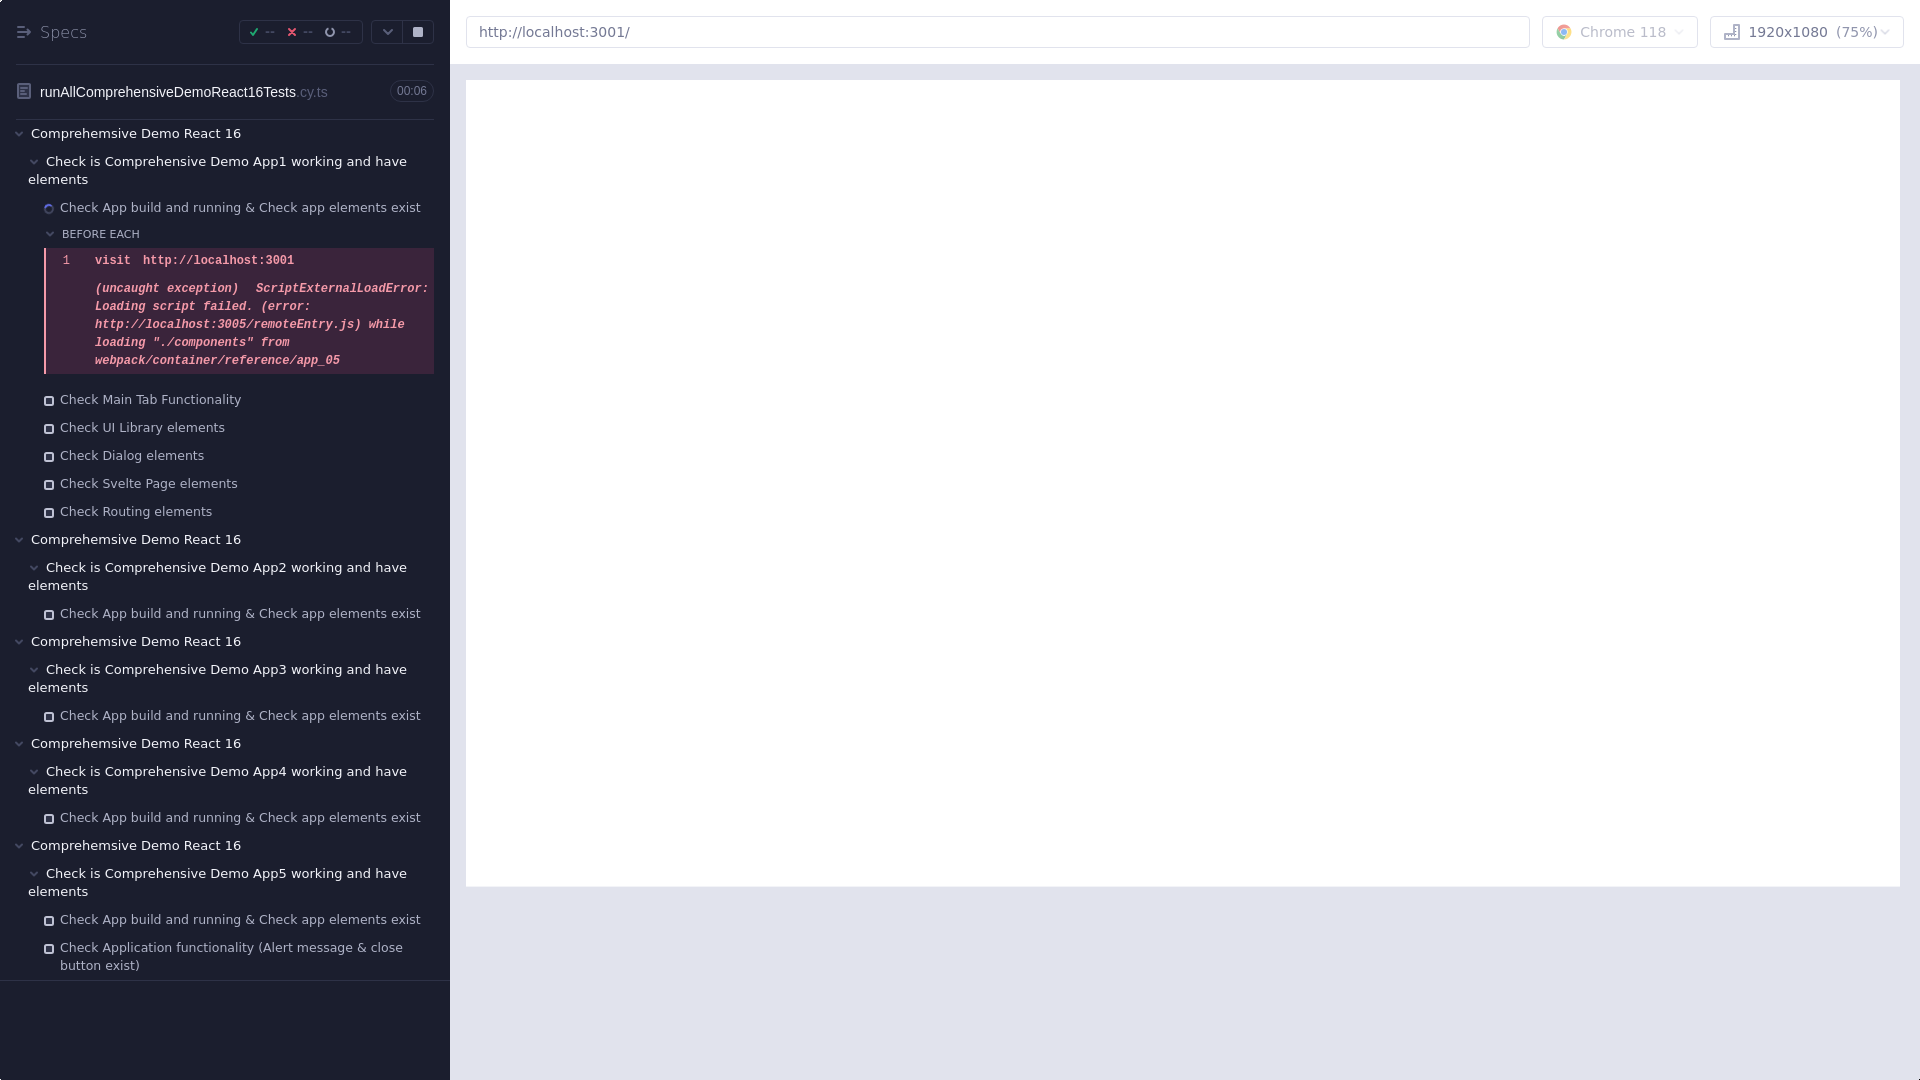 Specs
--
--
--
http://localhost:3001/
Chrome 118
1920x1080 (75%)
runAllComprehensiveDemoReact16Tests.cy.ts
00:06
Comprehemsive Demo React 16
Check is Comprehensive Demo App1 working and have
elements
Check App build and running & Check app elements exist
BEFORE EACH
1 visit http://localhost:3001
(uncaught exception) ScriptExternalLoadError:
Loading script failed. (error:
http://localhost:3005/remoteEntry.js) while
loading "./components" from
webpack/container/reference/app_05
Check Main Tab Functionality
Check UI Library elements
Check Dialog elements
Check Svelte Page elements
Check Routing elements
Comprehemsive Demo React 16
Check is Comprehensive Demo App2 working and have
elements
Check App build and running & Check app elements exist
Comprehemsive Demo React 16
Check is Comprehensive Demo App3 working and have
elements
Check App build and running & Check app elements exist
Comprehemsive Demo React 16
Check is Comprehensive Demo App4 working and have
elements
Check App build and running & Check app elements exist
Comprehemsive Demo React 16
Check is Comprehensive Demo App5 working and have
elements
Check App build and running & Check app elements exist
Check Application functionality (Alert message & close
button exist)